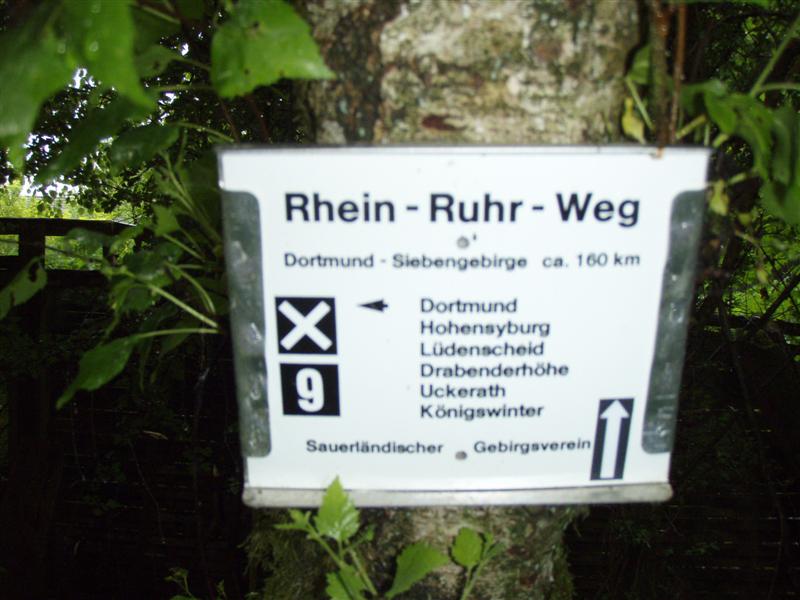 Rhein - Ruhr - Weg
Dortmund - Siebengebirge ca. 160 km
X
9
Dortmund
Hohensyburg
Lüdenscheid
Drabenderhöhe
Uckerath
Königswinter
Sauerländischer Gebirgsverein